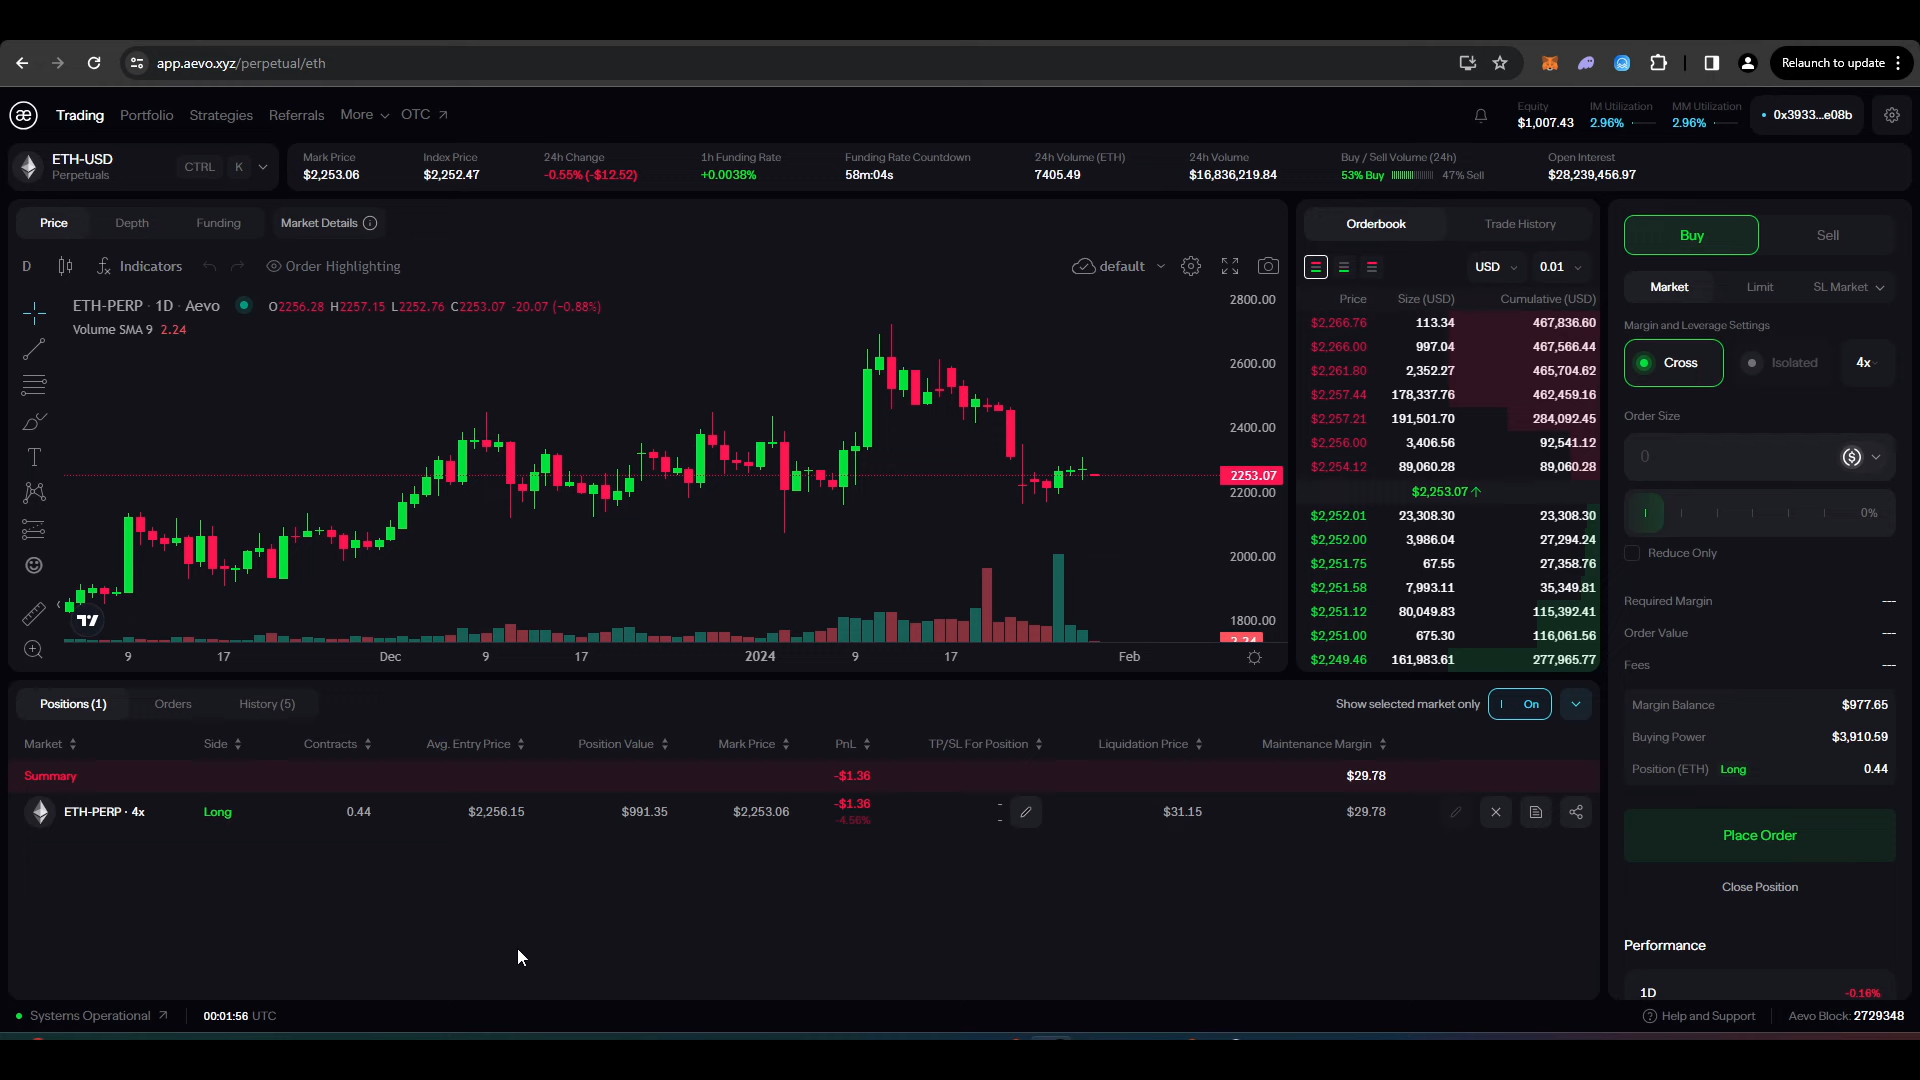 app.aevo.xyz/perpetual/eth
Relaunch to update
Trading Portfolio Strategies Referrals More OTC
Equity $1,007.43
IM Utilization 2.96%
MM Utilization 2.96%
0x3933...e08b
ETH-USD
Perpetuals
CTRL K
Mark Price $2,253.06
Index Price $2,252.47
24h Change -0.55% (-$12.52)
1h Funding Rate +0.0038%
Funding Rate Countdown 58m:04s
24h Volume (ETH) 7405.49
24h Volume $16,836,219.84
Buy / Sell Volume (24h) 53% Buy 47% Sell
Open Interest $28,239,456.97
Price Depth Funding Market Details
D Indicators Order Highlighting default
ETH-PERP · 1D · Aevo O2256.28 H2257.15 L2252.76 C2253.07 -20.07 (-0.88%)
Volume SMA 9 2.24
2800.00
2600.00
2400.00
2253.07
2200.00
2000.00
1800.00
2.24
9 17 Dec 9 17 2024 9 17 Feb
Orderbook Trade History
USD 0.01
Price Size (USD) Cumulative (USD)
$2,266.76 113.34 467,836.60
$2,266.00 997.04 467,566.44
$2,261.80 2,352.27 465,704.62
$2,257.44 178,337.76 462,459.16
$2,257.21 191,501.70 284,092.45
$2,256.00 3,406.56 92,541.12
$2,254.12 89,060.28 89,060.28
$2,253.07 ↑
$2,252.01 23,308.30 23,308.30
$2,252.00 3,986.04 27,294.24
$2,251.75 67.55 27,358.76
$2,251.58 7,993.11 35,349.81
$2,251.12 80,049.83 115,392.41
$2,251.00 675.30 116,061.56
$2,249.46 161,983.61 277,965.77
Buy Sell
Market Limit SL Market
Margin and Leverage Settings
Cross Isolated 4x
Order Size
0
0%
Reduce Only
Required Margin ---
Order Value ---
Fees ---
Margin Balance $977.65
Buying Power $3,910.59
Position (ETH) Long 0.44
Place Order
Close Position
Performance
1D -0.16%
Positions (1) Orders History (5)
Show selected market only On
Market Side Contracts Avg. Entry Price Position Value Mark Price PnL TP/SL For Position Liquidation Price Maintenance Margin
Summary -$1.36 $29.78
ETH-PERP · 4x Long 0.44 $2,256.15 $991.35 $2,253.06 -$1.36 - $31.15 $29.78
-4.56% -
Systems Operational 00:01:56 UTC
Help and Support Aevo Block: 2729348